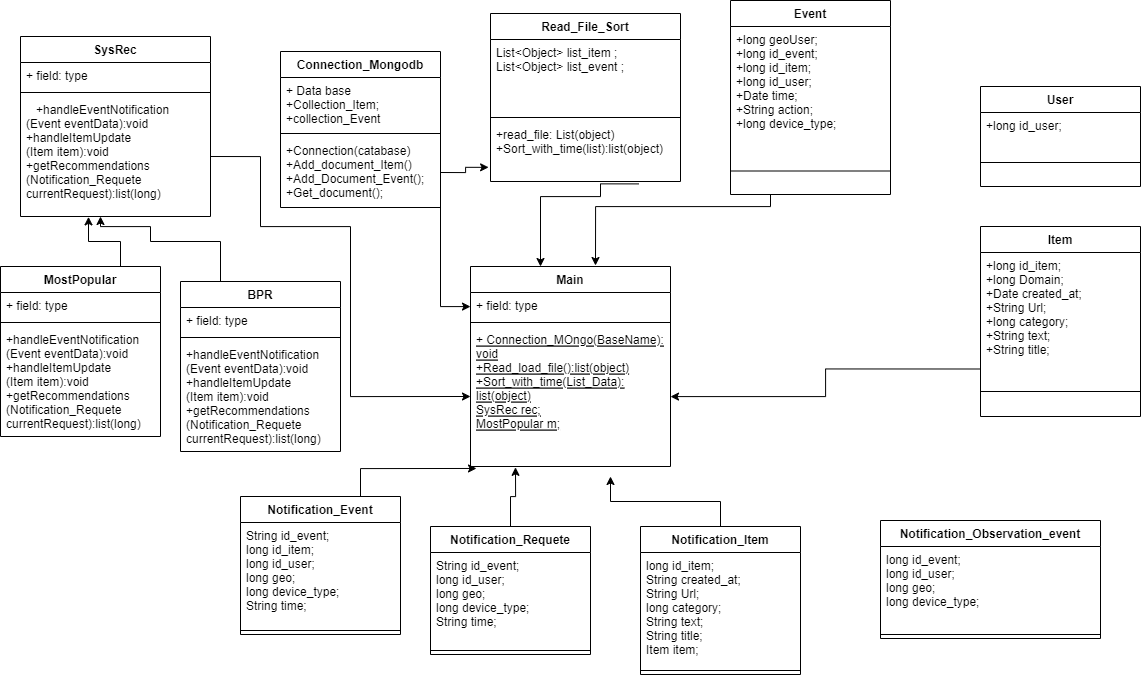 SysRec
+ field: type
+handleEventNotification
(Event eventData):void
+handleItemUpdate
(Item item):void
+getRecommendations
(Notification_Requete
currentRequest):list(long)
Connection_Mongodb
+ Data base
+Collection_Item;
+collection_Event
+Connection(catabase)
+Add_document_Item()
+Add_Document_Event();
+Get_document();
Read_File_Sort
List<Object> list_item ;
List<Object> list_event ;
+read_file: List(object)
+Sort_with_time(list):list(object)
Event
+long geoUser;
+long id_event;
+long id_item;
+long id_user;
+Date time;
+String action;
+long device_type;
User
+long id_user;
MostPopular
+ field: type
+handleEventNotification
(Event eventData):void
+handleItemUpdate
(Item item):void
+getRecommendations
(Notification_Requete
currentRequest):list(long)
BPR
+ field: type
+handleEventNotification
(Event eventData):void
+handleItemUpdate
(Item item):void
+getRecommendations
(Notification_Requete
currentRequest):list(long)
Main
+ field: type
+ Connection_MOngo(BaseName):
void
+Read_load_file():list(object)
+Sort_with_time(List_Data):
list(object)
SysRec rec;
MostPopular m;
Item
+long id_item;
+long Domain;
+Date created_at;
+String Url;
+long category;
+String text;
+String title;
Notification_Event
String id_event;
long id_item;
long id_user;
long geo;
long device_type;
String time;
Notification_Requete
String id_event;
long id_user;
long geo;
long device_type;
String time;
Notification_Item
long id_item;
String created_at;
String Url;
long category;
String text;
String title;
Item item;
Notification_Observation_event
long id_event;
long id_user;
long geo;
long device_type;